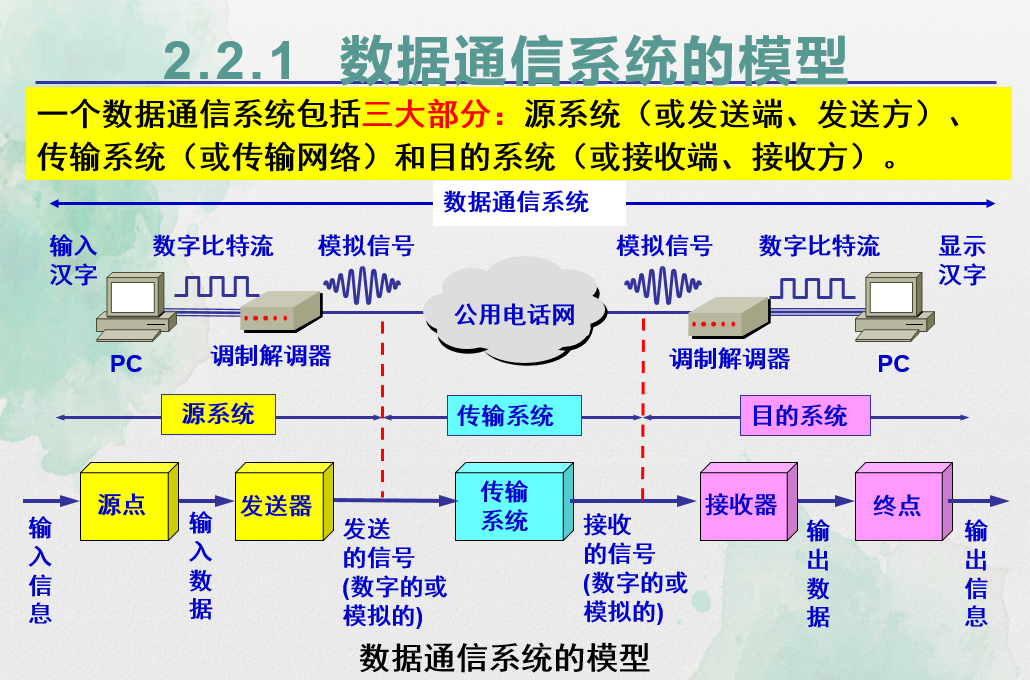 2.2.1 数据通信系统的模型
一个数据通信系统包括三大部分：源系统（或发送端、发送方）、
传输系统（或传输网络）和目的系统（或接收端、接收方）。
数据通信系统
输入
汉字
数字比特流
模拟信号
模拟信号
数字比特流
显示
汉字
公用电话网
PC
调制解调器
调制解调器
PC
源系统
传输系统
目的系统
源点
发送器
传输
系统
接收器
终点
输
入
信
息
输
入
数
据
发送
的信号
(数字的或
模拟的)
接收
的信号
(数字的或
模拟的)
输
出
数
据
输
出
信
息
数据通信系统的模型